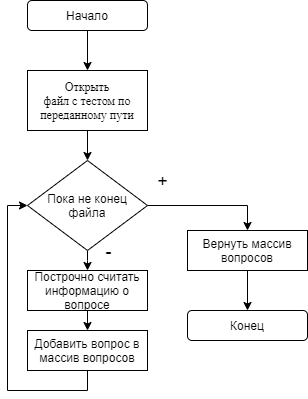 Начало
Открыть
файл с тестом по
переданному пути
Пока не конец
файла
+
-
Вернуть массив
вопросов
Построчно считать
информацию о
вопросе
Конец
Добавить вопрос в
массив вопросов